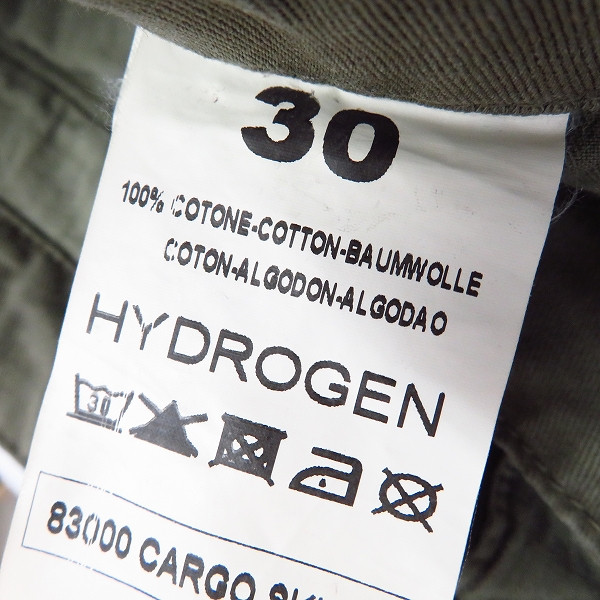 30
100% COTONE-COTTON-BAUMWOLLE
COTON-ALGODON-ALGODAO
HYDROGEN
30
83000 CARGO